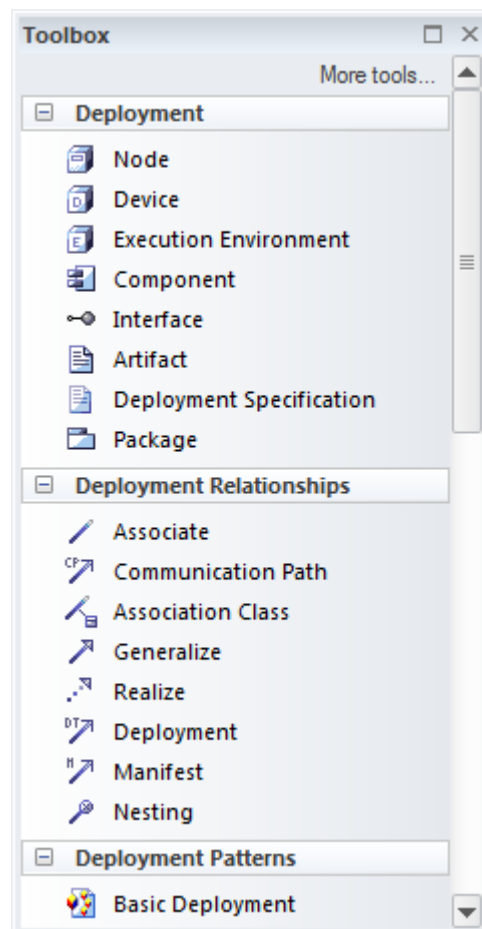 Toolbox
More tools...
Deployment
Node
Device
Execution Environment
Component
Interface
Artifact
Deployment Specification
Package
Deployment Relationships
Associate
Communication Path
Association Class
Generalize
Realize
Deployment
Manifest
Nesting
Deployment Patterns
Basic Deployment